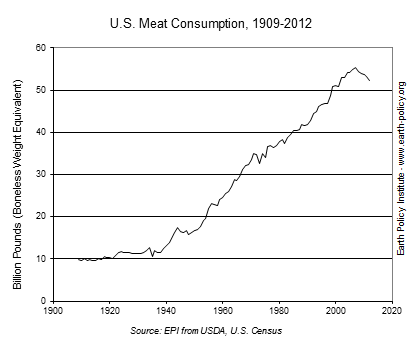 U.S. Meat Consumption, 1909-2012
Billion Pounds (Boneless Weight Equivalent)
60
50
40
30
20
10
0
1900 1920 1940 1960 1980 2000 2020
Earth Policy Institute - www.earth-policy.org
Source: EPI from USDA, U.S. Census